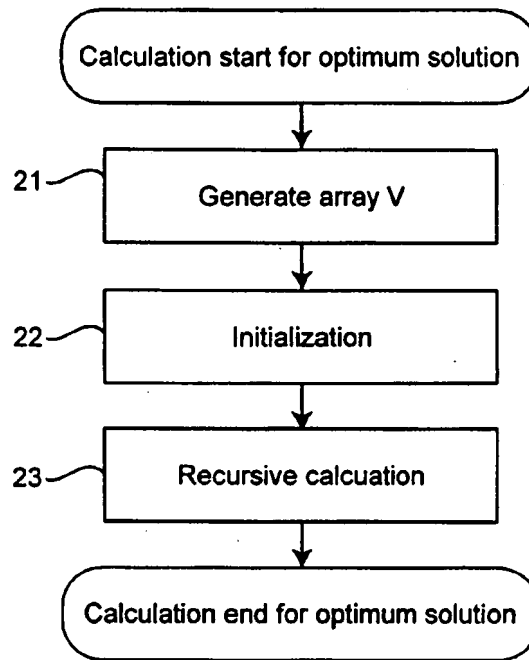 Calculation start for optimum solution
21
Generate array V
22
Initialization
23
Recursive calcuation
Calculation end for optimum solution